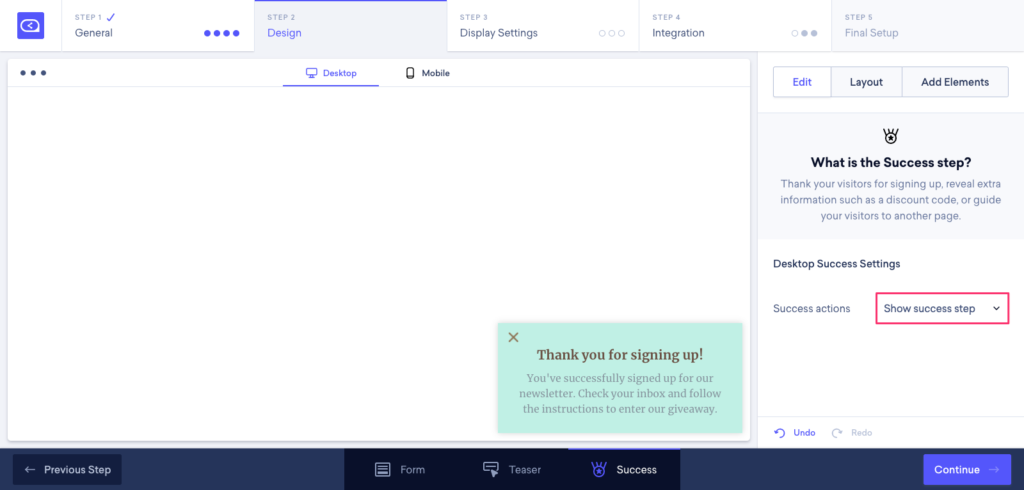 STEP 1
General
STEP 2
Design
STEP 3
Display Settings
STEP 4
Integration
STEP 5
Final Setup
Desktop
Mobile
Edit
Layout
Add Elements
What is the Success step?
Thank your visitors for signing up, reveal extra
information such as a discount code, or guide
your visitors to another page.
Desktop Success Settings
Success actions
Show success step
Thank you for signing up!
You've successfully signed up for our
newsletter. Check your inbox and follow
the instructions to enter our giveaway.
Undo
Redo
Previous Step
Form
Teaser
Success
Continue